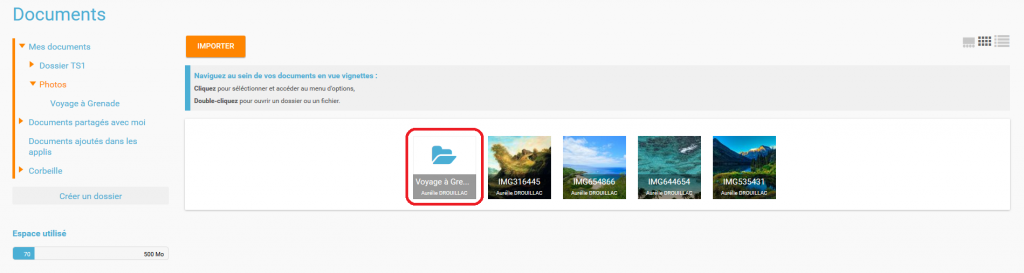 Documents
Mes documents
Dossier TS1
Photos
Voyage à Grenade
Documents partagés avec moi
Documents ajoutés dans les
applis
Corbeille
Créer un dossier
Espace utilisé
70 500 Mo
IMPORTER
Naviguez au sein de vos documents en vue vignettes :
Cliquez pour séléctionner et accéder au menu d'options,
Double-cliquez pour ouvrir un dossier ou un fichier.
Voyage à Gre... IMG316445 IMG654866 IMG644654 IMG535431
Aurélie DROUILLAC Aurélie DROUILLAC Aurélie DROUILLAC Aurélie DROUILLAC Aurélie DROUILLAC